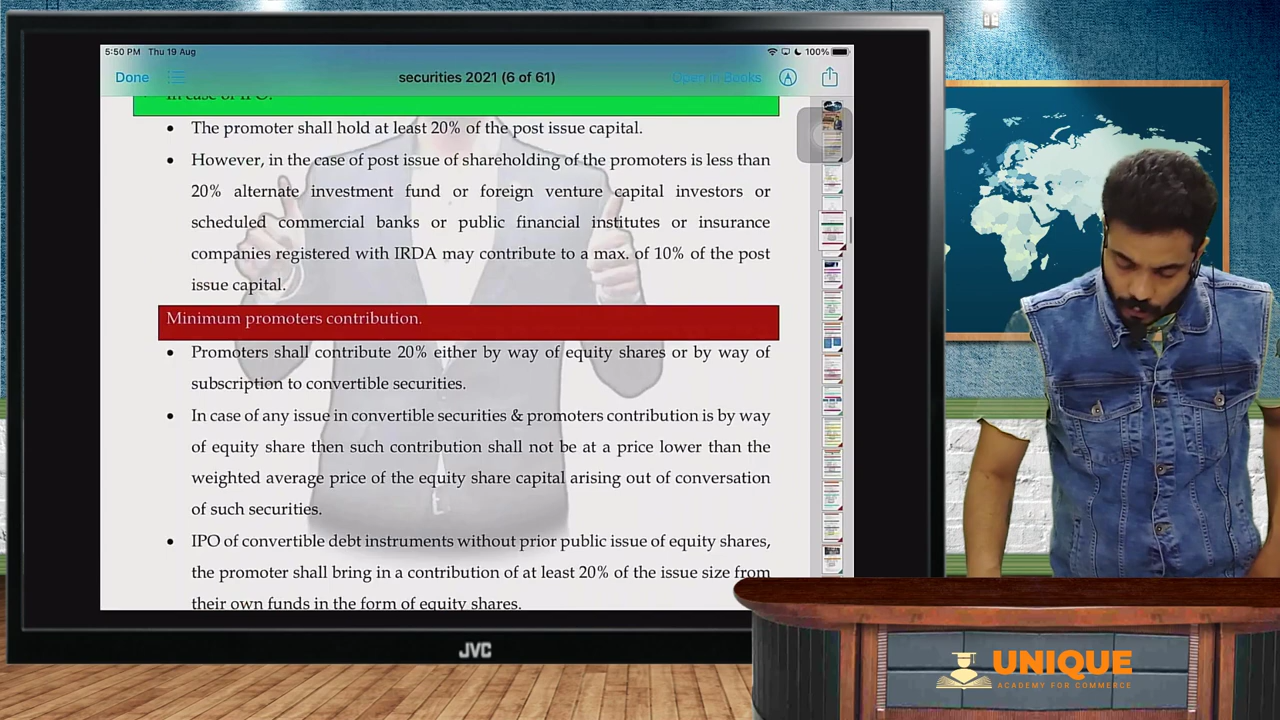 5:50 PM Thu 19 Aug
100%
Done
securities 2021 (6 of 61)
Open in Books
In case of IPO:
• The promoter shall hold at least 20% of the post issue capital.
• However, in the case of post issue of shareholding of the promoters is less than
20% alternate investment fund or foreign venture capital investors or
scheduled commercial banks or public financial institutes or insurance
companies registered with IRDA may contribute to a max. of 10% of the post
issue capital.
Minimum promoters contribution.
• Promoters shall contribute 20% either by way of equity shares or by way of
subscription to convertible securities.
• In case of any issue in convertible securities & promoters contribution is by way
of equity share then such contribution shall not be at a price lower than the
weighted average price of the equity share capital arising out of conversation
of such securities.
• IPO of convertible debt instruments without prior public issue of equity shares,
the promoter shall bring in a contribution of at least 20% of the issue size from
their own funds in the form of equity shares.
JVC
UNIQUE
ACADEMY FOR COMMERCE